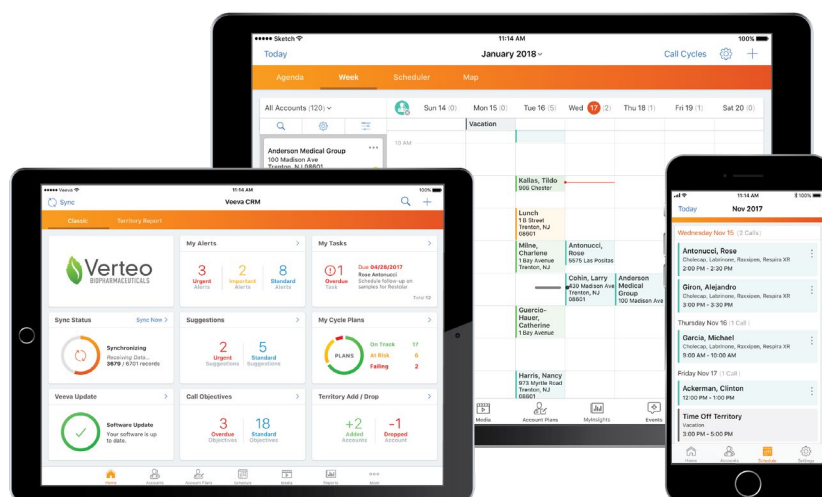 Sketch
11:14 AM
100%
Today
January 2018
Call Cycles
Agenda
Week
Scheduler
Map
All Accounts (120)
Sun 14 (0)
Mon 15 (0)
Tue 16 (5)
Wed 17 (2)
Thu 18 (1)
Fri 19 (1)
Sat 20 (0)
Vacation
10 AM
Anderson Medical Group
100 Madison Ave
Trenton, NJ 08601
Kallas, Tildo
906 Chester
Lunch
1 B Street
Trenton, NJ
08601
Milne,
Charlene
1 Bay Avenue
Trenton, NJ
Antonucci,
Rose
5575 Las Positas
Cohin, Larry
430 Madison Ave
Trenton, NJ
08601
Anderson
Medical
Group
100 Madison Ave
Guercio-
Hauer,
Catherine
1 Bay Avenue
Harris, Nancy
973 Myrtle Road
Trenton, NJ
08601
Media
Account Plans
MyInsights
Events
Veeva
11:14 AM
100%
Sync
Veeva CRM
Classic
Territory Report
Verteo
BIOPHARMACEUTICALS
My Alerts
3
Urgent
Alerts
2
Important
Alerts
8
Standard
Alerts
My Tasks
1
Overdue
Task
Due 04/28/2017
Rose Antonucci
Schedule follow-up on
samples for Restolar
Total 12
Sync Status
Sync Now
Synchronizing
Receiving Data...
3679 / 6701 records
Suggestions
2
Urgent
Suggestions
5
Standard
Suggestions
My Cycle Plans
PLANS
On Track 17
At Risk 6
Failing 2
Veeva Update
Software Update
Your software is up
to date.
Call Objectives
3
Overdue
Objectives
18
Standard
Objectives
Territory Add / Drop
+2
Added
Accounts
-1
Dropped
Account
Home
Accounts
Account Plans
Schedule
Media
Reports
More
11:14 AM
100%
Today
Nov 2017
Wednesday Nov 15 (2 Calls)
Antonucci, Rose
Cholecap, Labrinone, Raxxipen, Respira XR
2:00 PM - 2:30 PM
Giron, Alejandro
Cholecap, Labrinone, Raxxipen, Respira XR
3:00 PM - 3:30 PM
Thursday Nov 16 (1 Call)
Garcia, Michael
Cholecap, Labrinone, Raxxipen, Respira XR
9:00 AM - 10:00 AM
Friday Nov 17 (1 Call)
Ackerman, Clinton
12:00 PM - 1:00 PM
Time Off Territory
Vacation
3:00 PM - 5:00 PM
Home
Accounts
Schedule
Settings